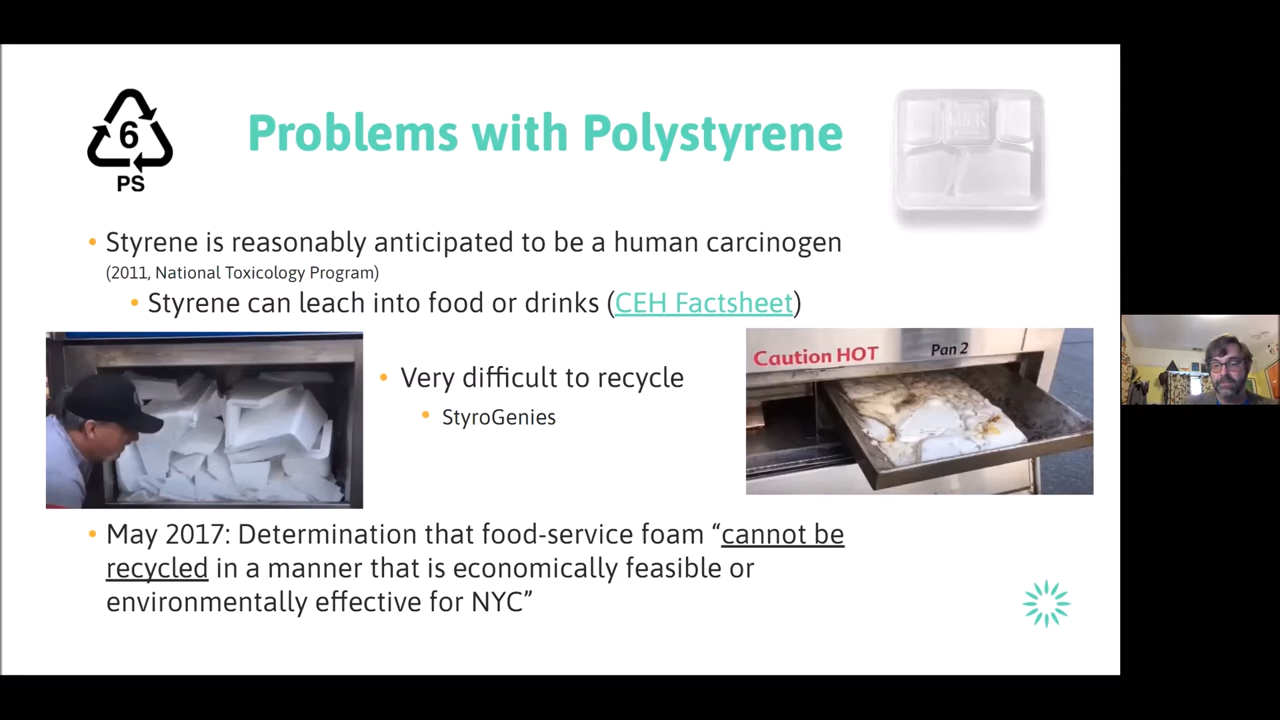 6
PS
Problems with Polystyrene
MILK
• Styrene is reasonably anticipated to be a human carcinogen
(2011, National Toxicology Program)
• Styrene can leach into food or drinks (CEH Factsheet)
Caution HOT
Pan 2
• Very difficult to recycle
• StyroGenies
• May 2017: Determination that food-service foam “cannot be
recycled in a manner that is economically feasible or
environmentally effective for NYC”